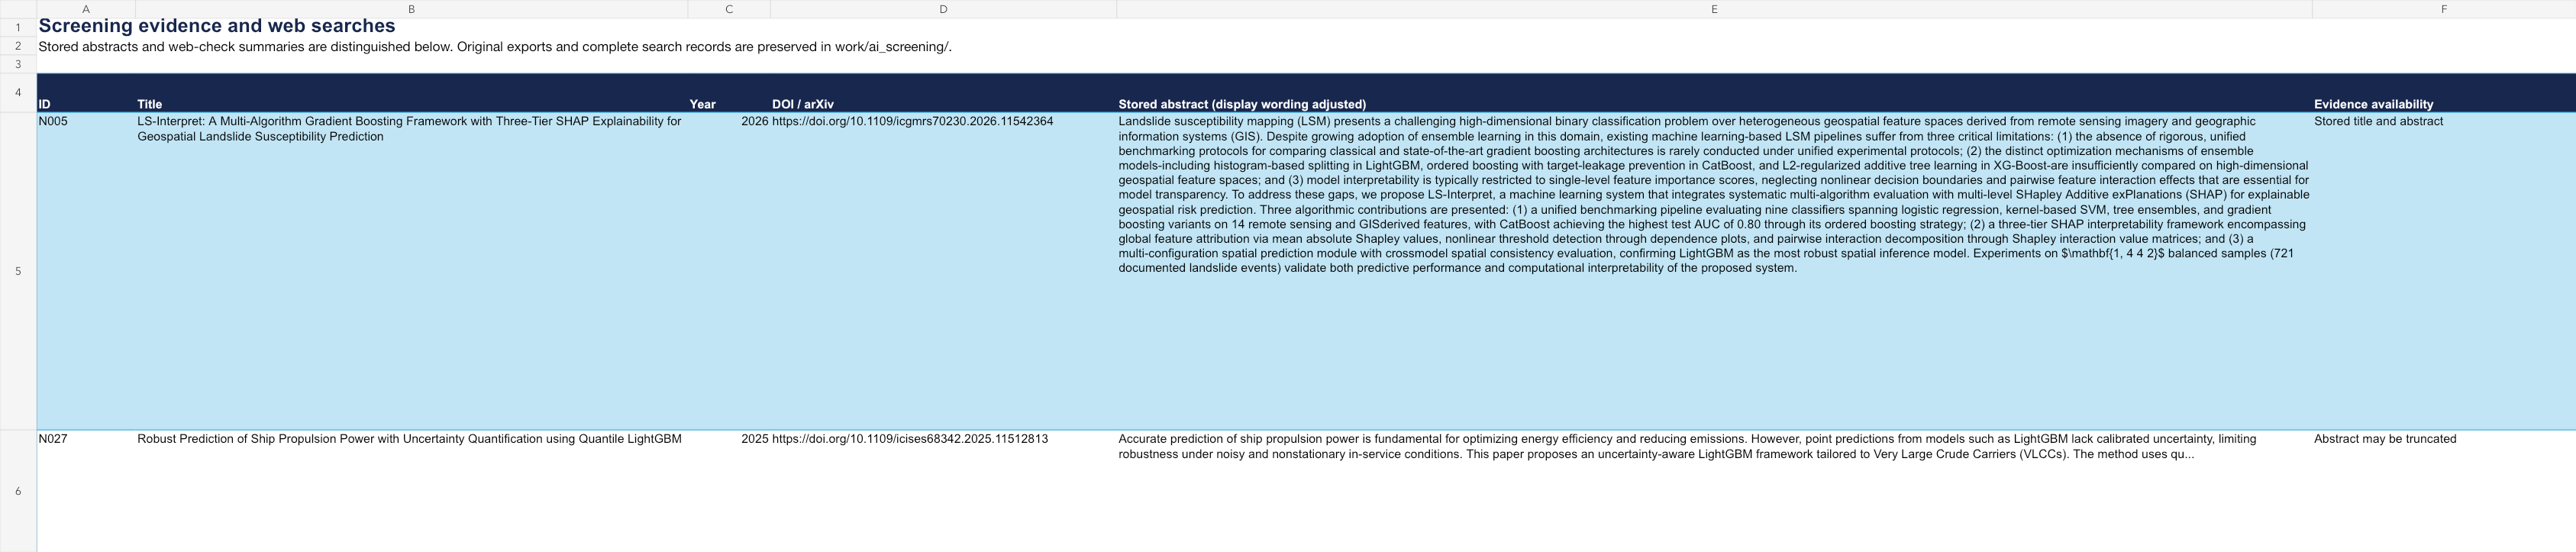 A B C D E F
1 Screening evidence and web searches
2 Stored abstracts and web-check summaries are distinguished below. Original exports and complete search records are preserved in work/ai_screening/.
3
4 ID Title Year DOI / arXiv Stored abstract (display wording adjusted) Evidence availability
5
N005
LS-Interpret: A Multi-Algorithm Gradient Boosting Framework with Three-Tier SHAP Explainability for
Geospatial Landslide Susceptibility Prediction
2026 https://doi.org/10.1109/icgmrs70230.2026.11542364
Landslide susceptibility mapping (LSM) presents a challenging high-dimensional binary classification problem over heterogeneous geospatial feature spaces derived from remote sensing imagery and geographic
information systems (GIS). Despite growing adoption of ensemble learning in this domain, existing machine learning-based LSM pipelines suffer from three critical limitations: (1) the absence of rigorous, unified
benchmarking protocols for comparing classical and state-of-the-art gradient boosting architectures is rarely conducted under unified experimental protocols; (2) the distinct optimization mechanisms of ensemble
models-including histogram-based splitting in LightGBM, ordered boosting with target-leakage prevention in CatBoost, and L2-regularized additive tree learning in XG-Boost-are insufficiently compared on high-dimensional
geospatial feature spaces; and (3) model interpretability is typically restricted to single-level feature importance scores, neglecting nonlinear decision boundaries and pairwise feature interaction effects that are essential for
model transparency. To address these gaps, we propose LS-Interpret, a machine learning system that integrates systematic multi-algorithm evaluation with multi-level SHapley Additive exPlanations (SHAP) for explainable
geospatial risk prediction. Three algorithmic contributions are presented: (1) a unified benchmarking pipeline evaluating nine classifiers spanning logistic regression, kernel-based SVM, tree ensembles, and gradient
boosting variants on 14 remote sensing and GISderived features, with CatBoost achieving the highest test AUC of 0.80 through its ordered boosting strategy; (2) a three-tier SHAP interpretability framework encompassing
global feature attribution via mean absolute Shapley values, nonlinear threshold detection through dependence plots, and pairwise interaction decomposition through Shapley interaction value matrices; and (3) a
multi-configuration spatial prediction module with crossmodel spatial consistency evaluation, confirming LightGBM as the most robust spatial inference model. Experiments on $\mathbf{1, 4 4 2}$ balanced samples (721
documented landslide events) validate both predictive performance and computational interpretability of the proposed system.
Stored title and abstract
6
N027
Robust Prediction of Ship Propulsion Power with Uncertainty Quantification using Quantile LightGBM
2025 https://doi.org/10.1109/icises68342.2025.11512813
Accurate prediction of ship propulsion power is fundamental for optimizing energy efficiency and reducing emissions. However, point predictions from models such as LightGBM lack calibrated uncertainty, limiting
robustness under noisy and nonstationary in-service conditions. This paper proposes an uncertainty-aware LightGBM framework tailored to Very Large Crude Carriers (VLCCs). The method uses qu...
Abstract may be truncated